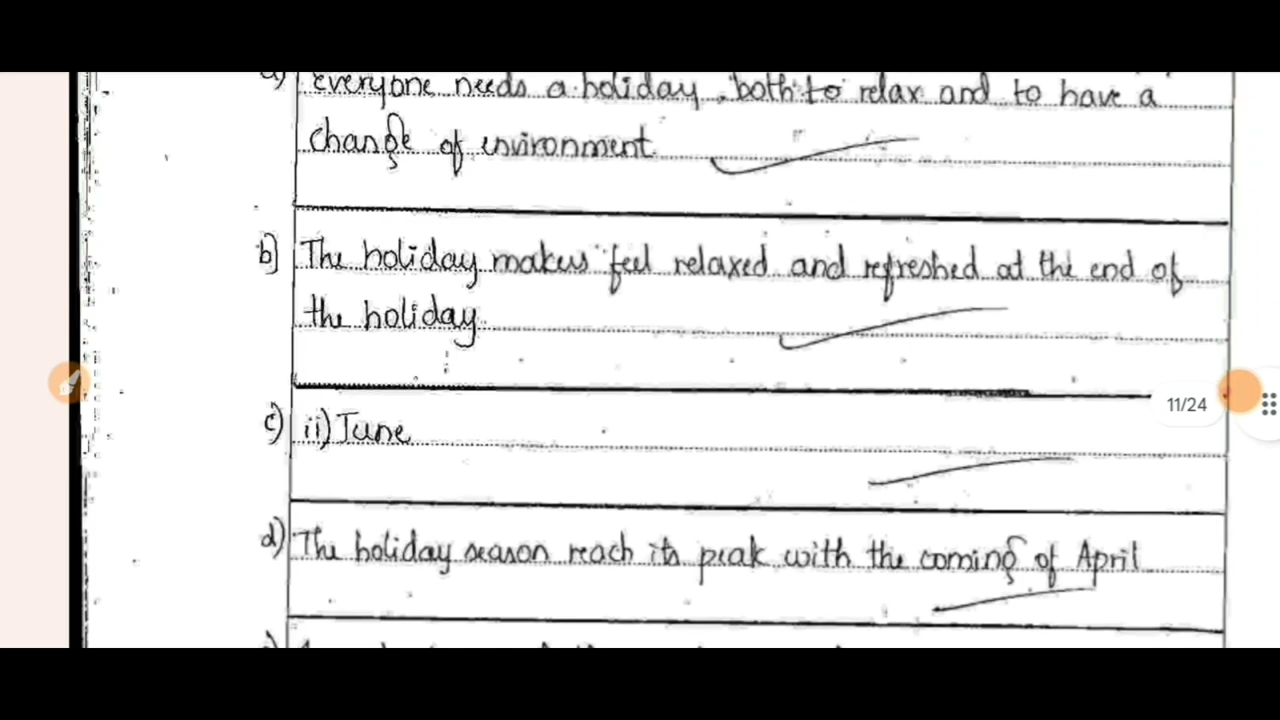 a) everyone needs a holiday, both to relax and to have a
change of environment
b) The holiday makes feel relaxed and refreshed at the end of
the holiday.
11/24
c) ii) June
d) The holiday season reach its peak with the coming of April